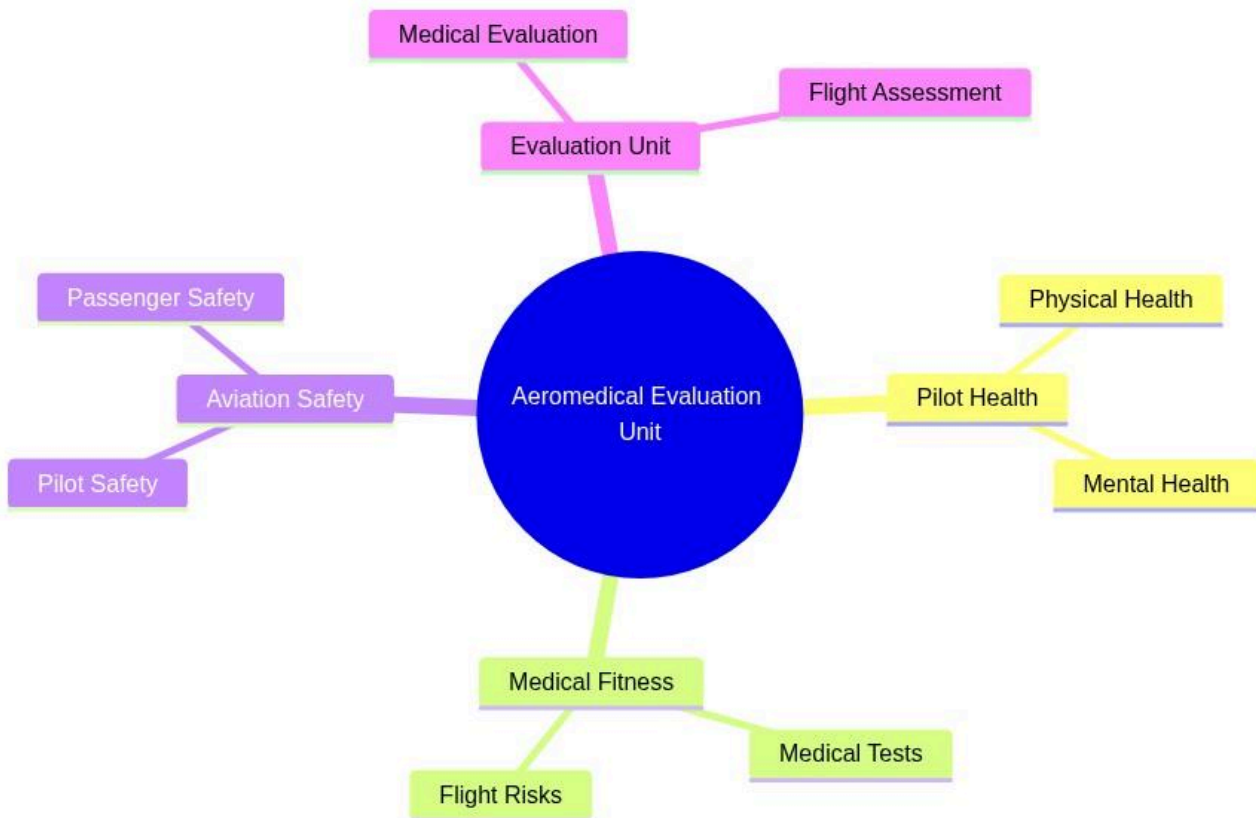 Medical Evaluation
Flight Assessment
Evaluation Unit
Passenger Safety
Physical Health
Aviation Safety
Aeromedical Evaluation
Unit
Pilot Health
Pilot Safety
Mental Health
Medical Fitness
Medical Tests
Flight Risks